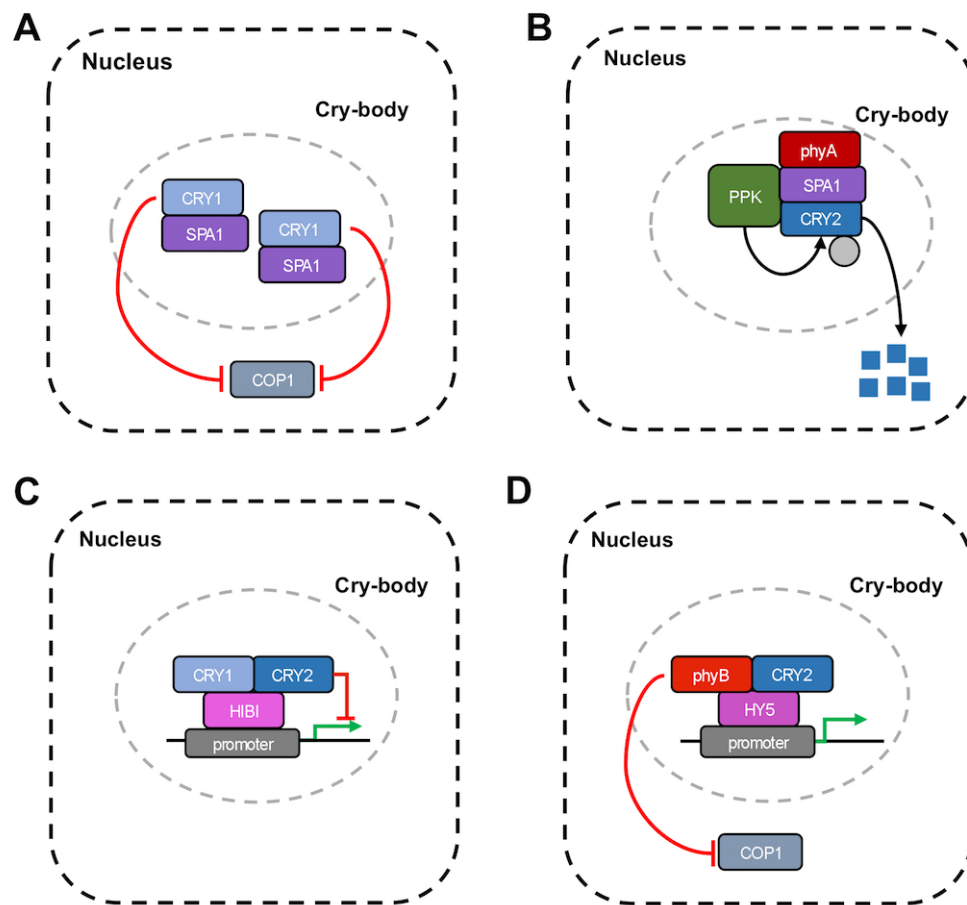 A
Nucleus
Cry-body
CRY1
SPA1
CRY1
SPA1
COP1
B
Nucleus
Cry-body
phyA
PPK
SPA1
CRY2
C
Nucleus
Cry-body
CRY1 CRY2
HIBI
promoter
D
Nucleus
Cry-body
phyB CRY2
HY5
promoter
COP1